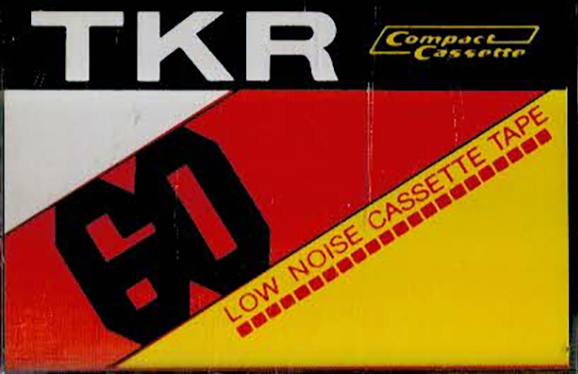 TKR
Compact
Cassette
60
LOW NOISE CASSETTE TAPE